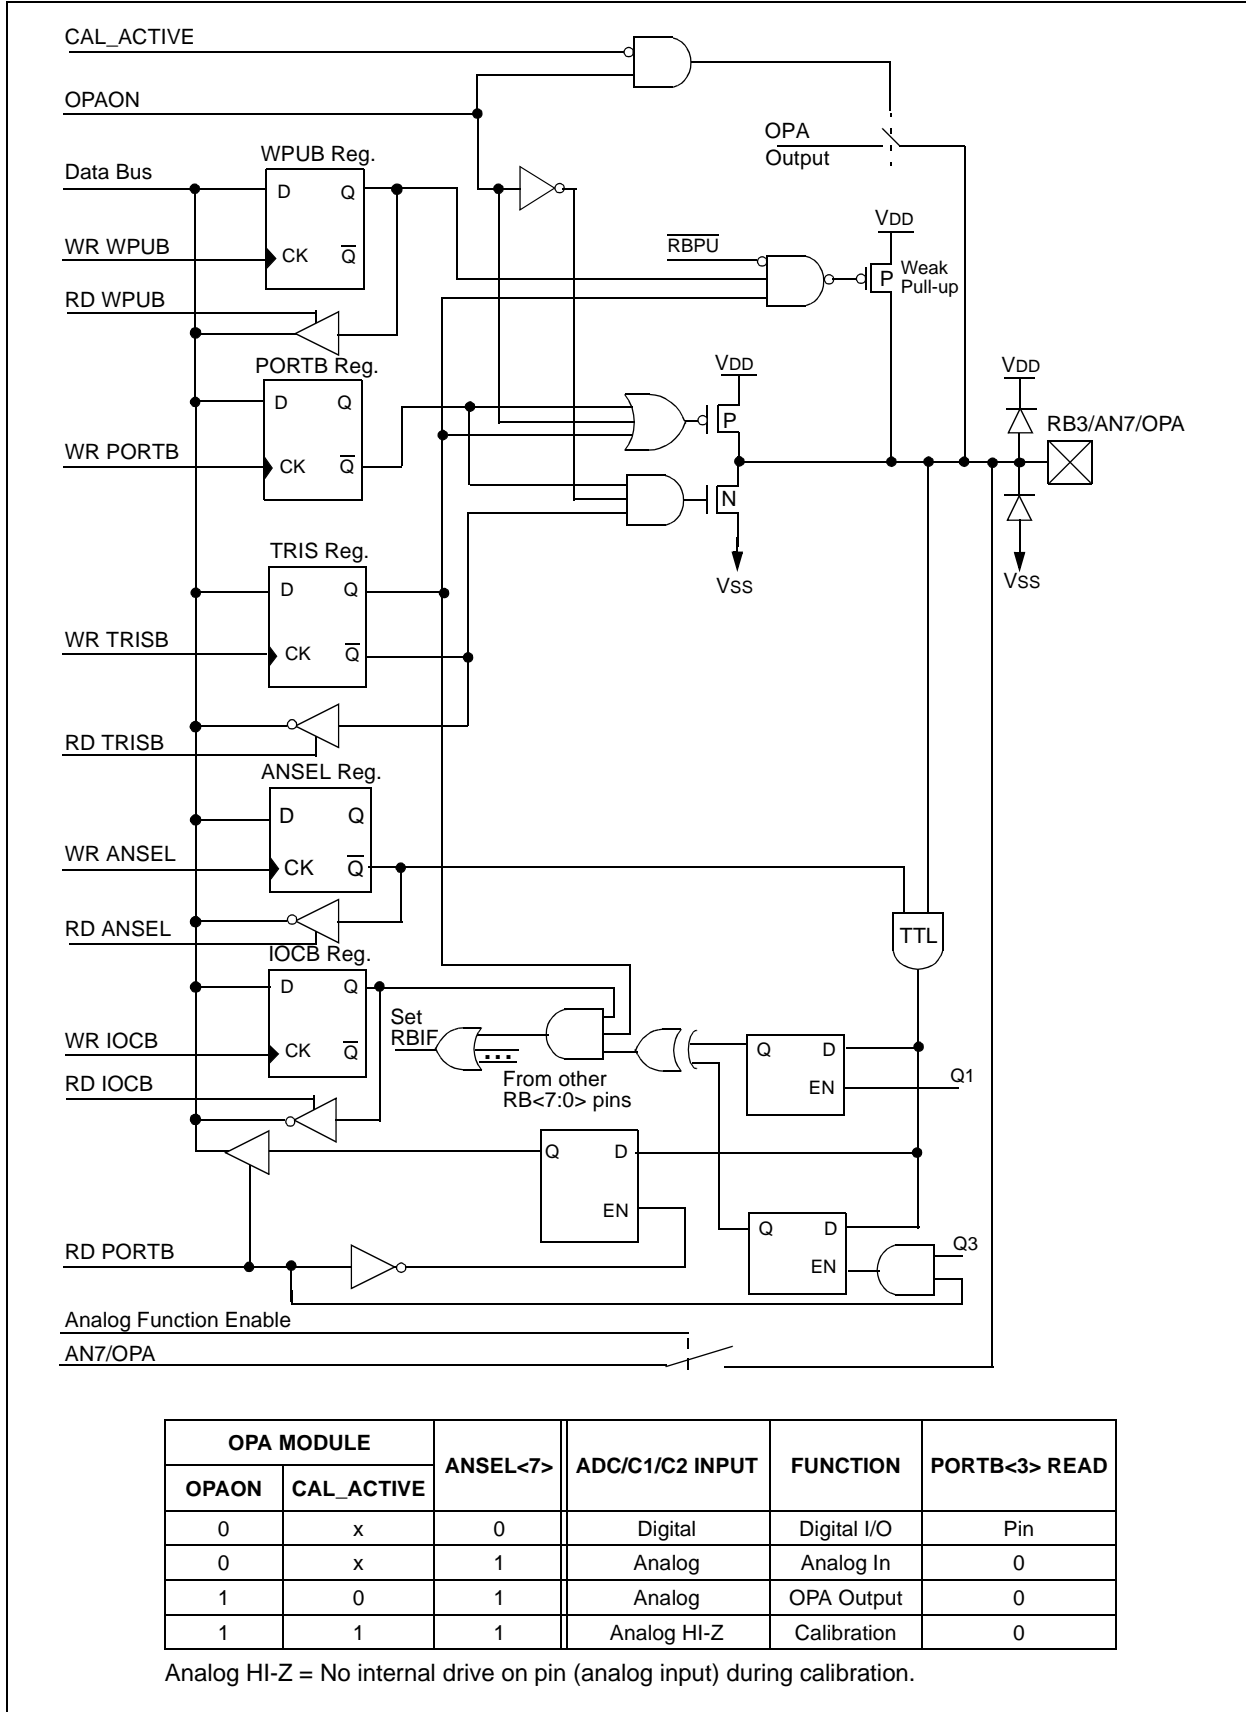 CAL_ACTIVE
OPAON
OPA
Output
WPUB Reg.
Data Bus
D Q
WR WPUB
CK Q̅
RBPU
VDD
P
Weak
Pull-up
RD WPUB
PORTB Reg.
D Q
WR PORTB
CK Q̅
VDD
P
N
VSS
VDD
RB3/AN7/OPA
VSS
TRIS Reg.
D Q
WR TRISB
CK Q̅
RD TRISB
ANSEL Reg.
D Q
WR ANSEL
CK Q̅
RD ANSEL
TTL
IOCB Reg.
D Q
WR IOCB
CK Q̅
RD IOCB
Set
RBIF
From other
RB<7:0> pins
Q D
EN
Q1
Q D
EN
Q D
EN
Q3
RD PORTB
Analog Function Enable
AN7/OPA
OPA MODULE ANSEL<7> ADC/C1/C2 INPUT FUNCTION PORTB<3> READ
OPAON CAL_ACTIVE
0 x 0 Digital Digital I/O Pin
0 x 1 Analog Analog In 0
1 0 1 Analog OPA Output 0
1 1 1 Analog HI-Z Calibration 0
Analog HI-Z = No internal drive on pin (analog input) during calibration.